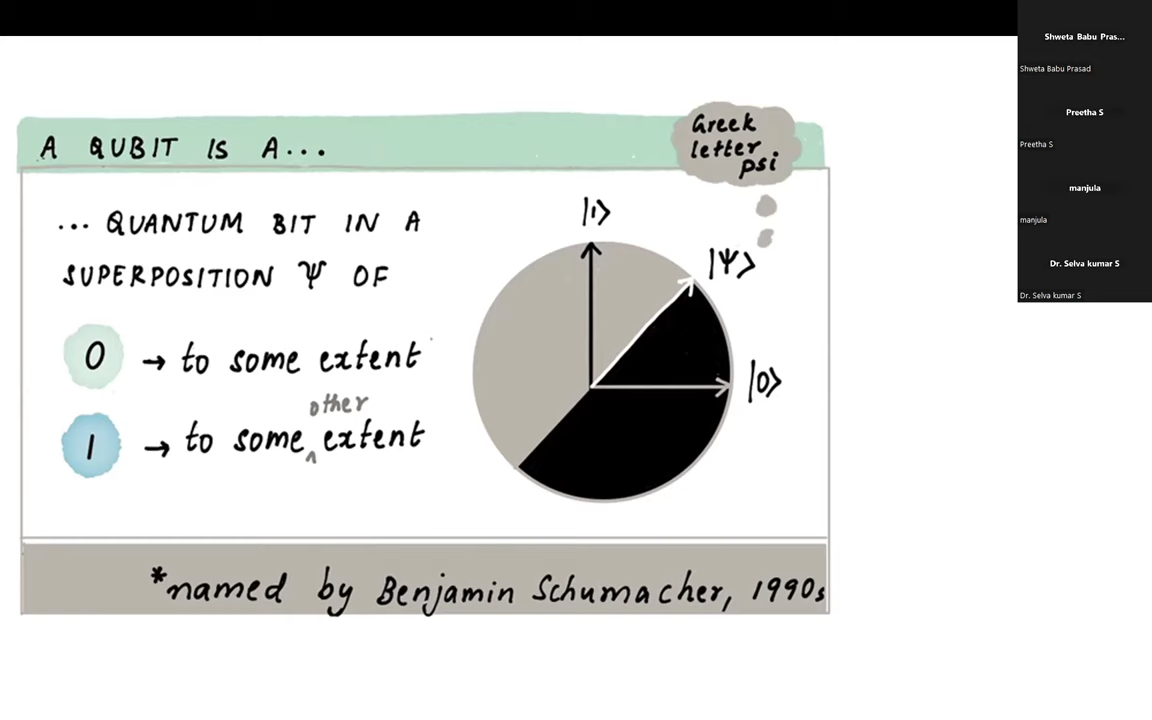 A QUBIT IS A...
Greek
letter
psi
... QUANTUM BIT IN A
SUPERPOSITION Ψ OF
0 → to some extent
other
1 → to some ^ extent
|1>
|Ψ>
|0>
*named by Benjamin Schumacher, 1990s
Shweta Babu Pras...
Shweta Babu Prasad
Preetha S
Preetha S
manjula
manjula
Dr. Selva kumar S
Dr. Selva kumar S